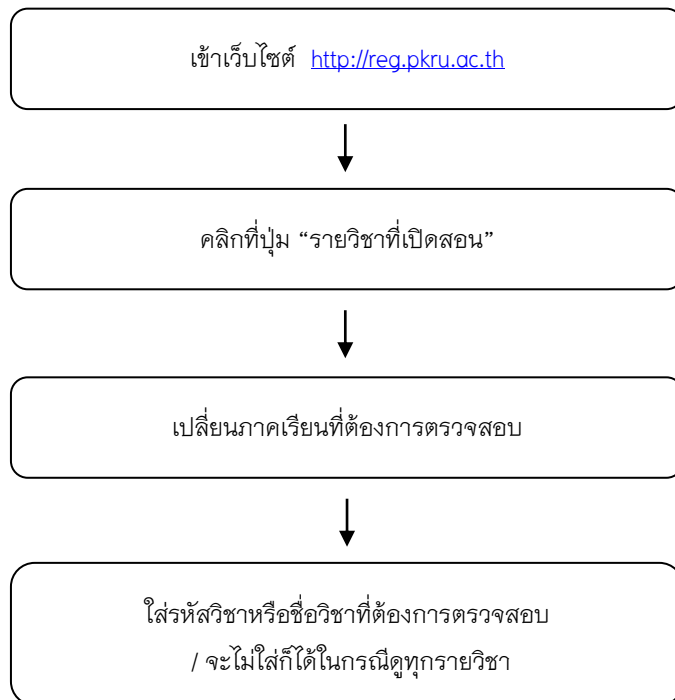 เข้าเว็บไซต์ http://reg.pkru.ac.th
คลิกที่ปุ่ม “รายวิชาที่เปิดสอน”
เปลี่ยนภาคเรียนที่ต้องการตรวจสอบ
ใส่รหัสวิชาหรือชื่อวิชาที่ต้องการตรวจสอบ
/ จะไม่ใส่ก็ได้ในกรณีดูทุกรายวิชา